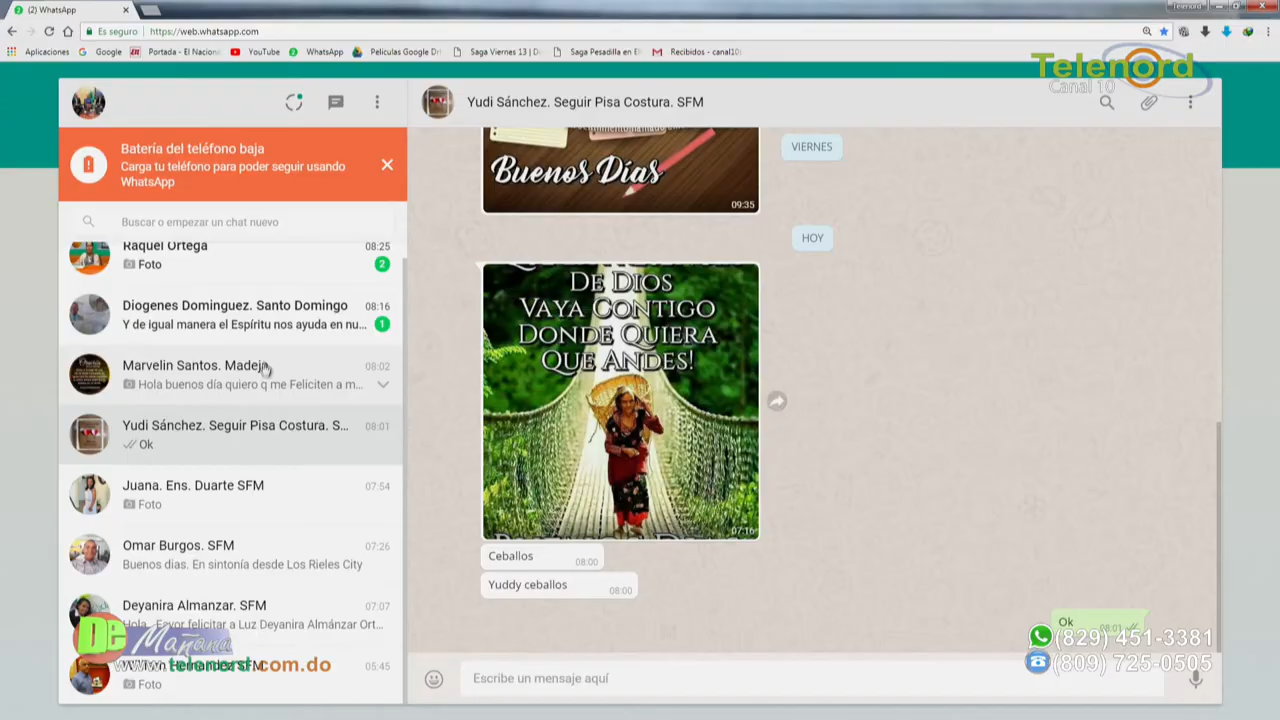 (2) WhatsApp
Telenord
Es seguro
https://web.whatsapp.com
Aplicaciones
Google
Portada - El Nacion
YouTube
WhatsApp
Películas Google Dri
Saga Viernes 13 | D
Saga Pesadilla en E
Recibidos - canal10
Telenord
Canal 10
Yudi Sánchez. Seguir Pisa Costura. SFM
Batería del teléfono baja
Carga tu teléfono para poder seguir usando
WhatsApp
Buscar o empezar un chat nuevo
Raquel Ortega
08:25
Foto
2
Diogenes Dominguez. Santo Domingo
08:16
Y de igual manera el Espíritu nos ayuda en nu...
1
Marvelin Santos. Madeja
08:02
Hola buenos día quiero q me Feliciten a m...
Yudi Sánchez. Seguir Pisa Costura. S...
08:01
Ok
Juana. Ens. Duarte SFM
07:54
Foto
Omar Burgos. SFM
07:26
Buenos dias. En sintonía desde Los Rieles City
Deyanira Almanzar. SFM
07:07
Hola. Favor felicitar a Luz Deyanira Almánzar Ort...
05:45
Foto
De Mañana
www.telenord.com.do
VIERNES
Buenos Días
09:35
HOY
DE DIOS
VAYA CONTIGO
DONDE QUIERA
QUE ANDES!
07:16
Ceballos
08:00
Yuddy ceballos
08:00
Ok
08:01
(829) 451-3381
(809) 725-0505
Escribe un mensaje aquí